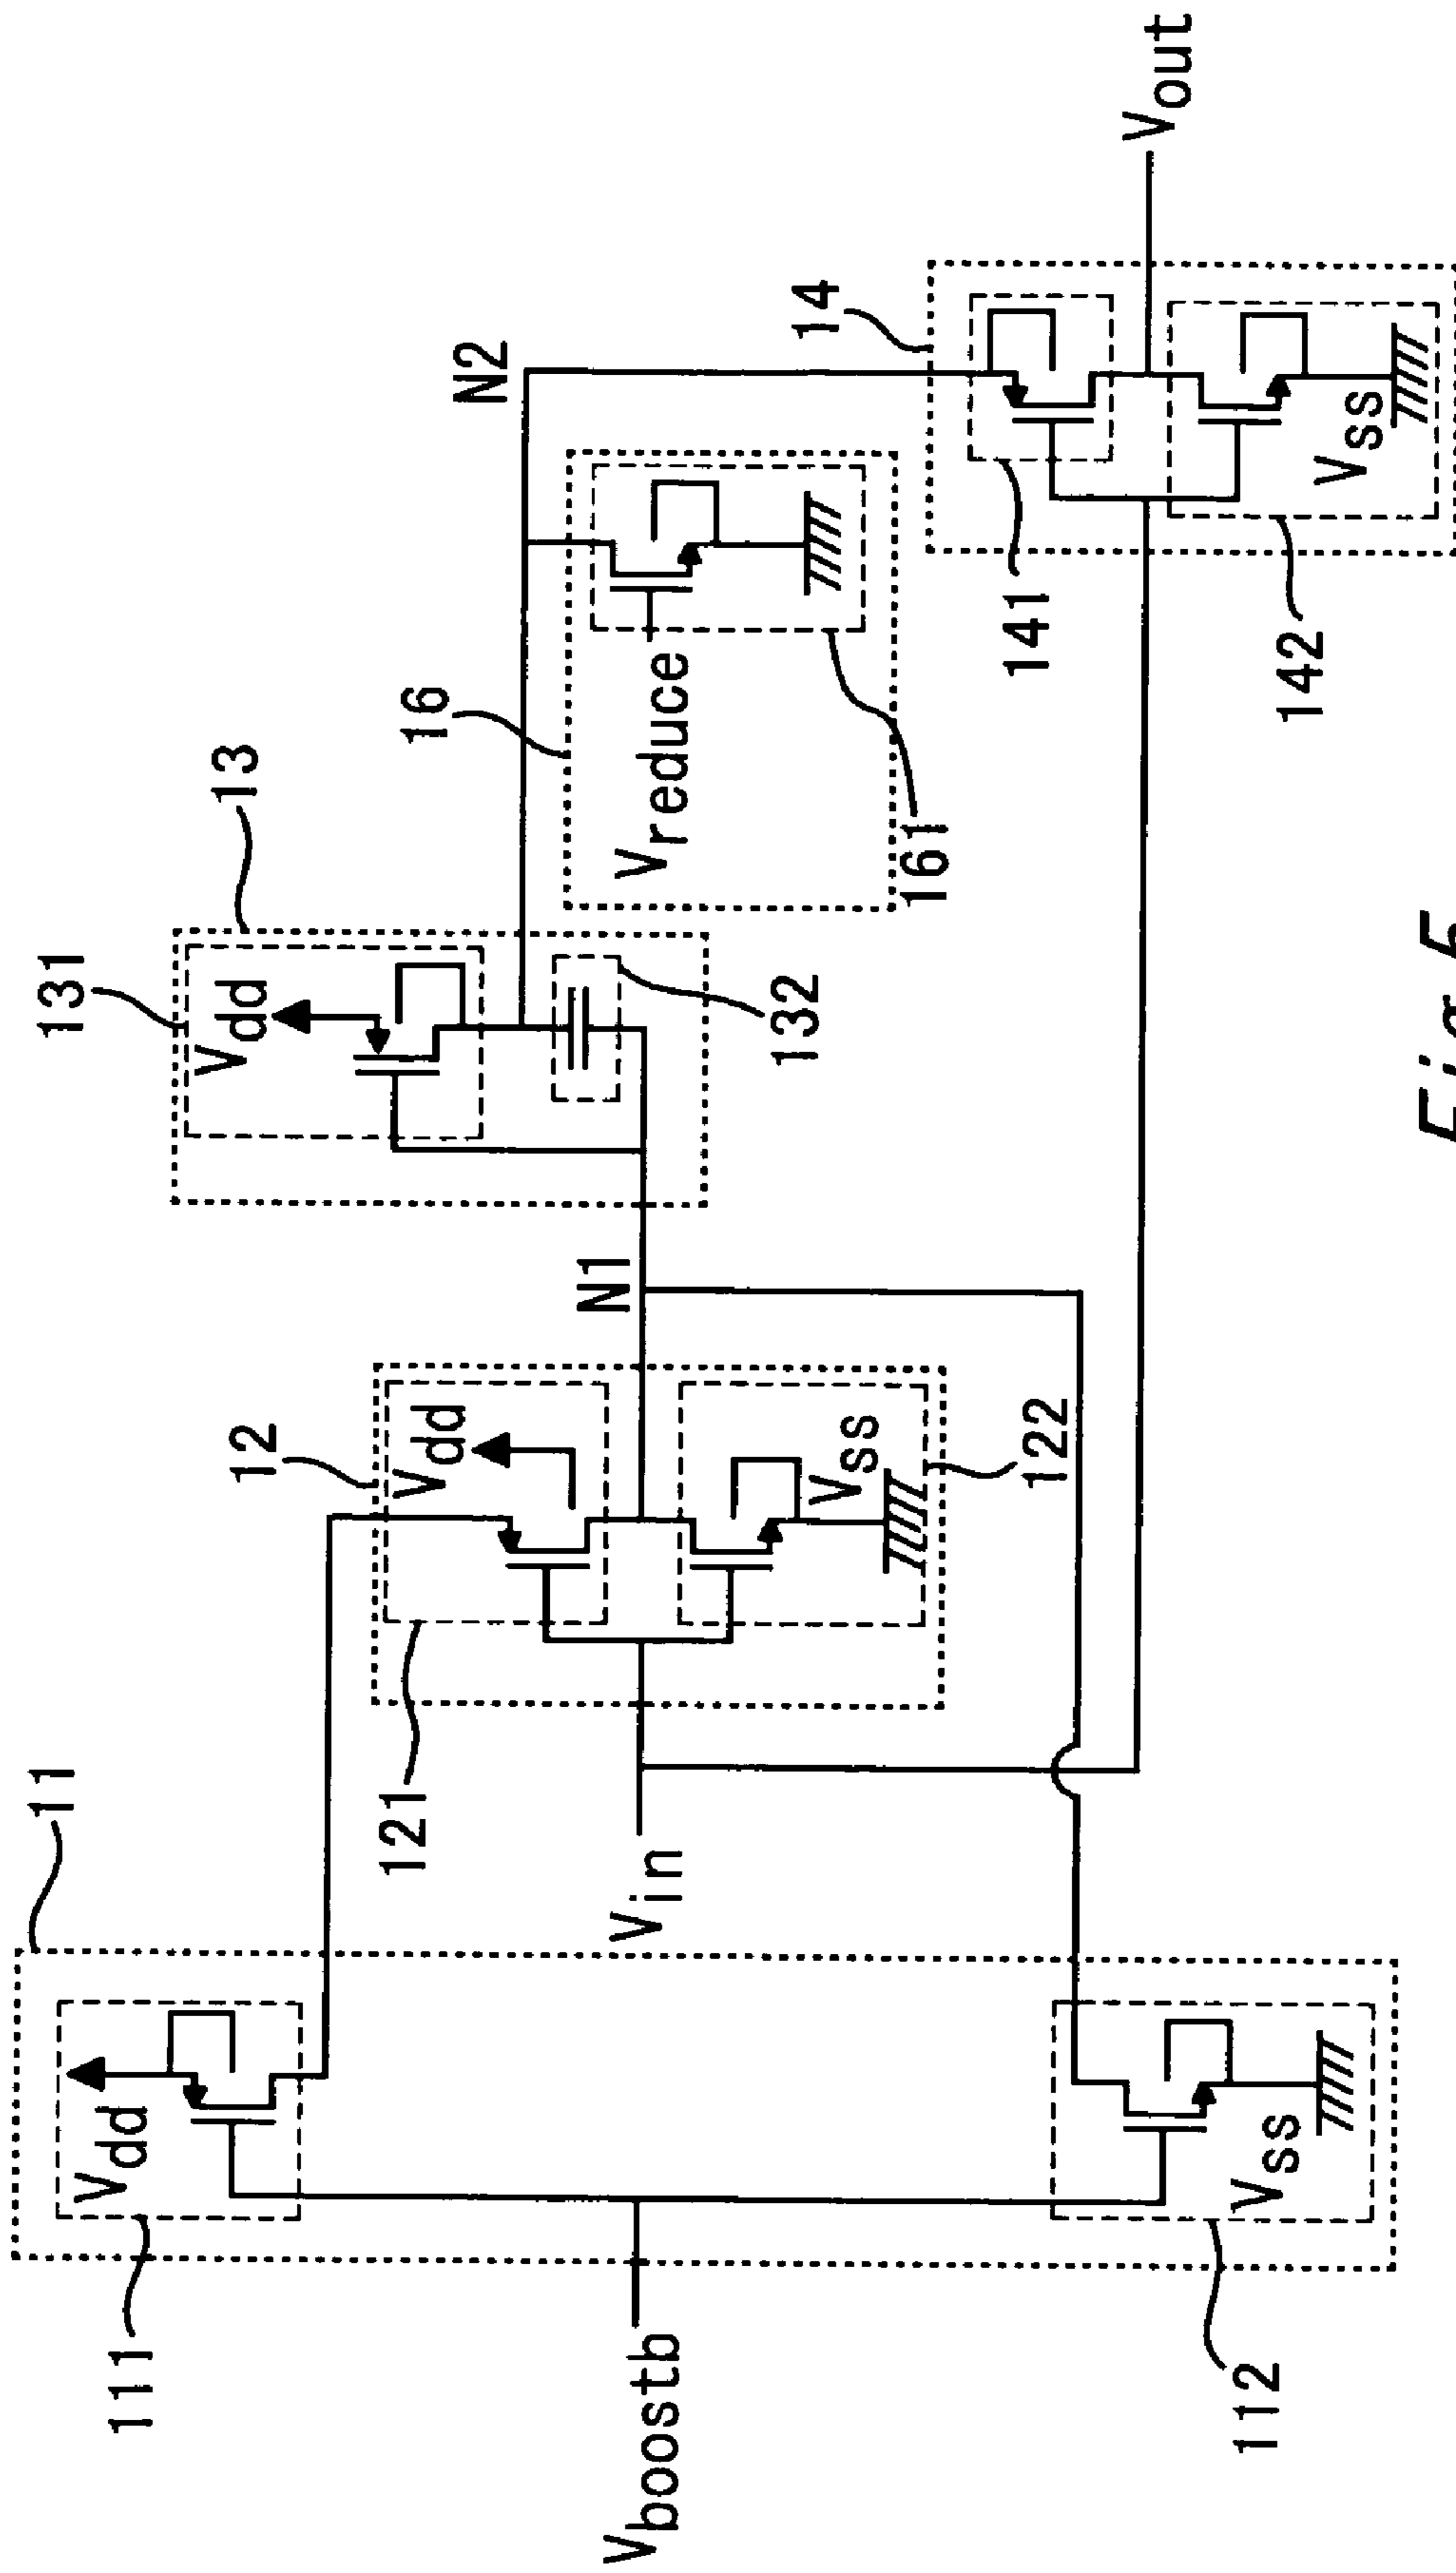 11
131
Vdd
111
Vdd
13
12
121
16
Vdd
N2
N1
Vboostb
Vin
Vreduce
132
14
Vss
161
141
122
Vout
112
Vss
142
Vss
Fig 5